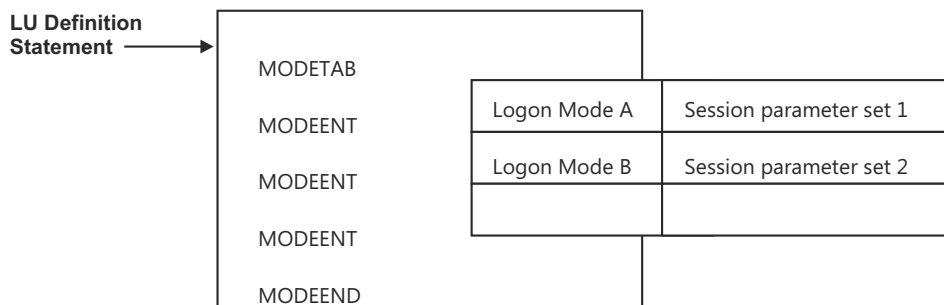 LU Definition
Statement
MODETAB
Logon Mode A Session parameter set 1
MODEENT
Logon Mode B Session parameter set 2
MODEENT
MODEENT
MODEEND